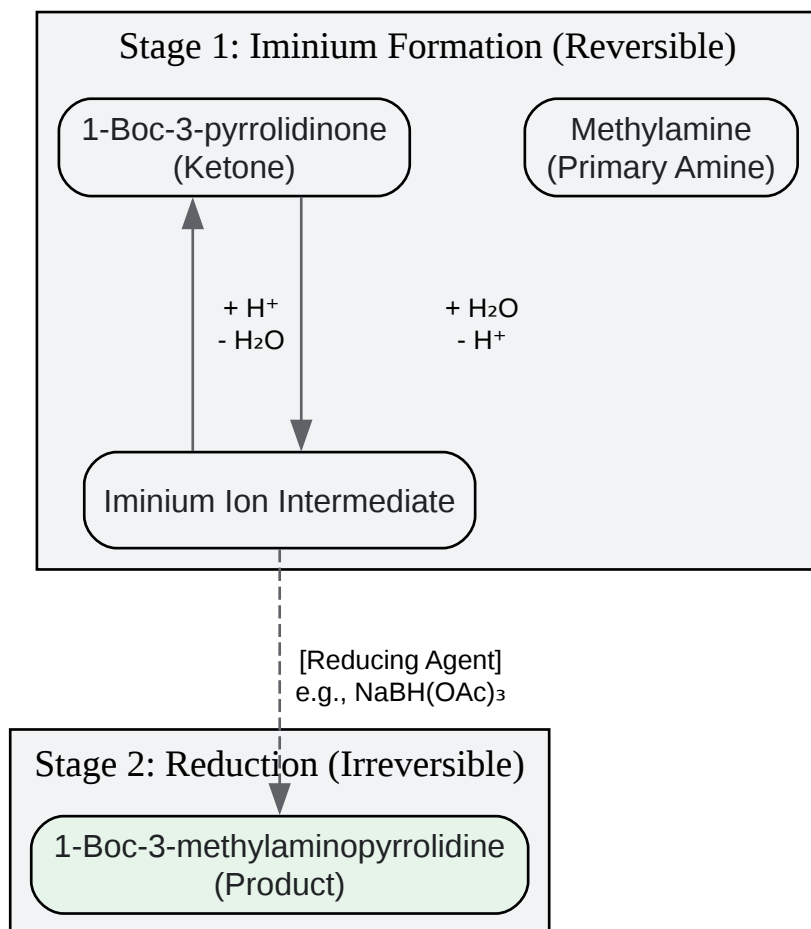 Stage 1: Iminium Formation (Reversible)
1-Boc-3-pyrrolidinone
(Ketone)
Methylamine
(Primary Amine)
+ H⁺
- H₂O
+ H₂O
- H⁺
Iminium Ion Intermediate
[Reducing Agent]
e.g., NaBH(OAc)₃
Stage 2: Reduction (Irreversible)
1-Boc-3-methylaminopyrrolidine
(Product)